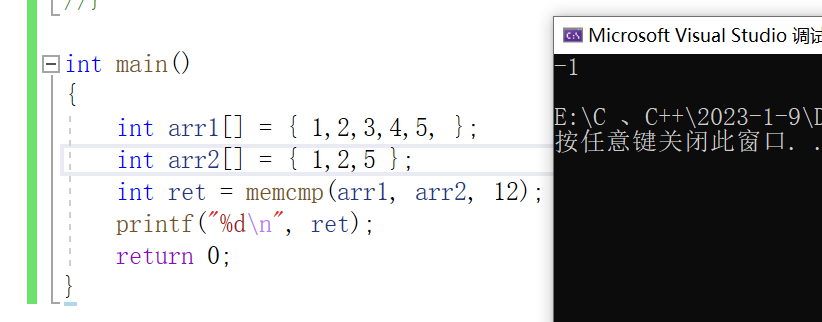 //}
int main()
{
int arr1[] = { 1,2,3,4,5, };
int arr2[] = { 1,2,5 };
int ret = memcmp(arr1, arr2, 12);
printf("%d\n", ret);
return 0;
}
Microsoft Visual Studio 调试
-1
E:\C 、C++\2023-1-9\D
按任意键关闭此窗口. .